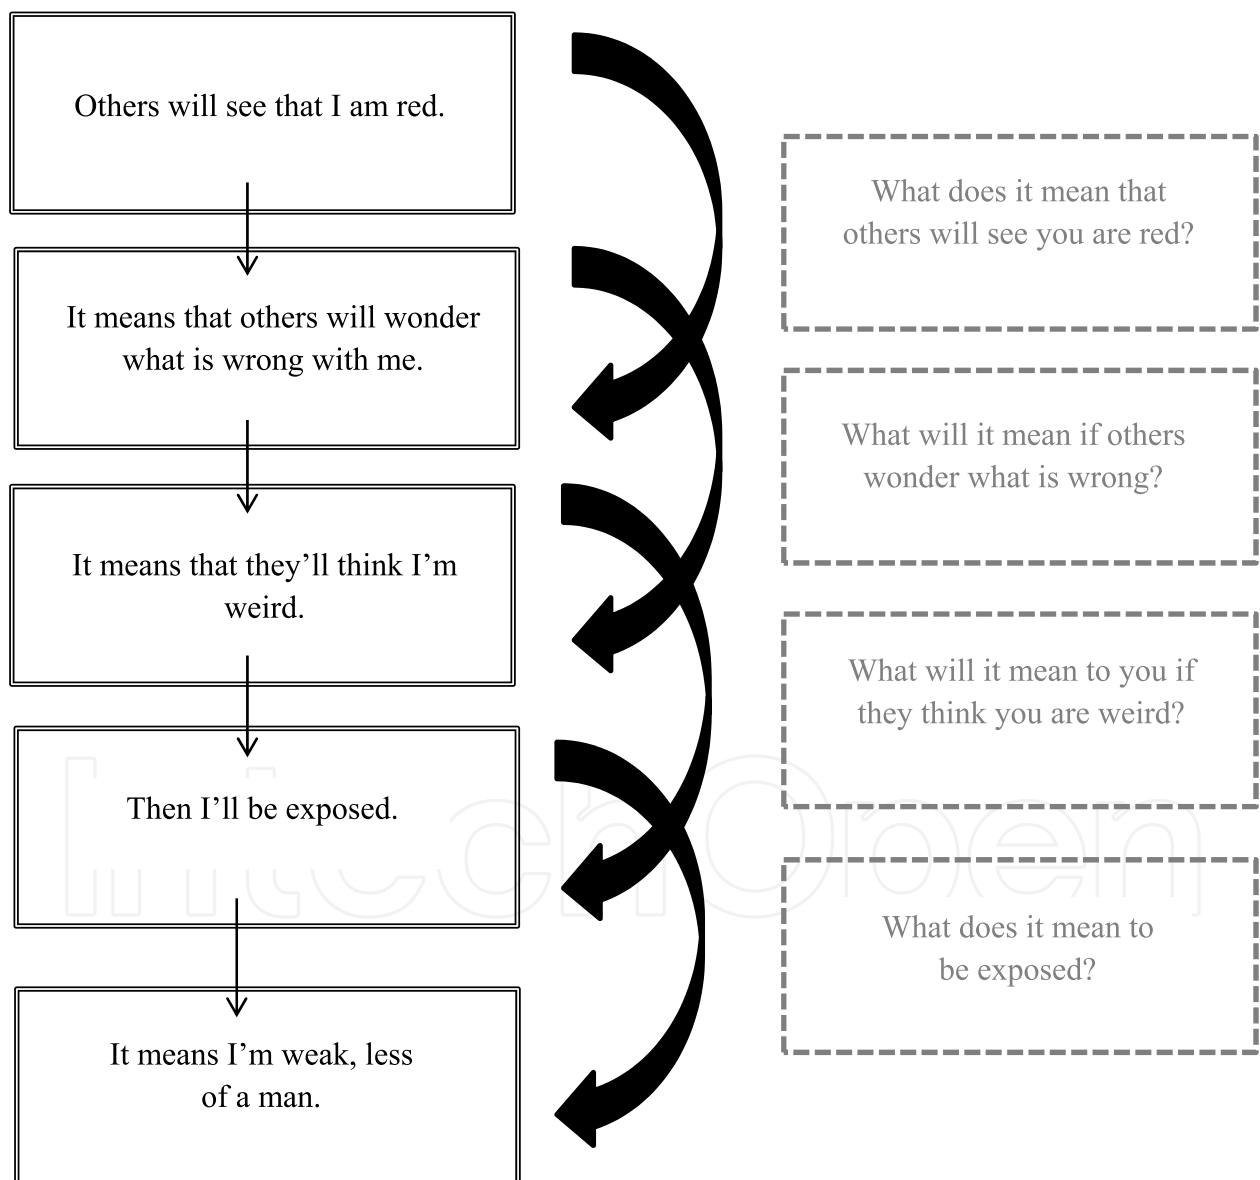 Others will see that I am red.
It means that others will wonder
what is wrong with me.
It means that they’ll think I’m
weird.
Then I’ll be exposed.
It means I’m weak, less
of a man.
What does it mean that
others will see you are red?
What will it mean if others
wonder what is wrong?
What will it mean to you if
they think you are weird?
What does it mean to
be exposed?
IntechOpen